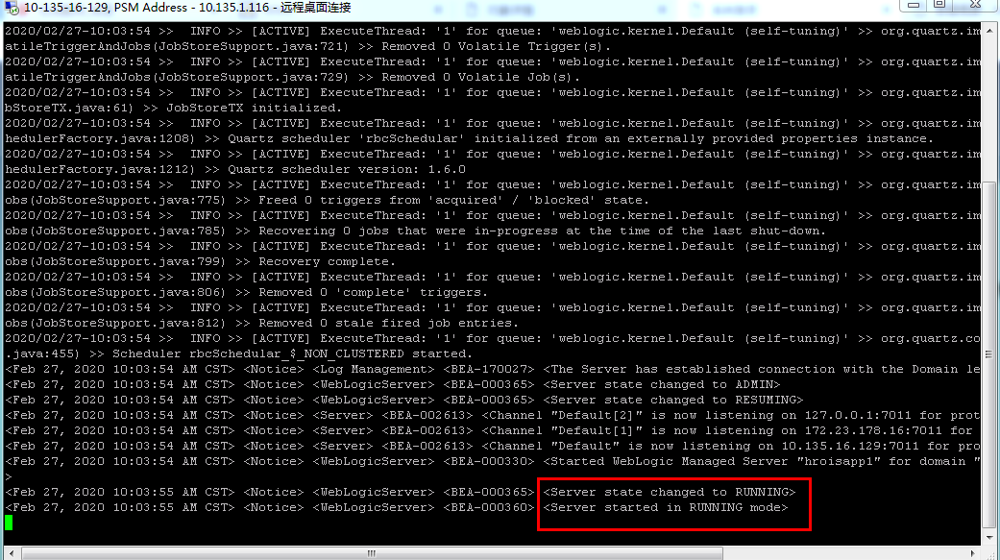 10-135-16-129, PSM Address - 10.135.1.116 - 远程桌面连接
2020/02/27-10:03:54 >>  INFO >> [ACTIVE] ExecuteThread: '1' for queue: 'weblogic.kernel.Default (self-tuning)' >> org.quartz.im
atileTriggerAndJobs(JobStoreSupport.java:721) >> Removed 0 Volatile Trigger(s).
2020/02/27-10:03:54 >>  INFO >> [ACTIVE] ExecuteThread: '1' for queue: 'weblogic.kernel.Default (self-tuning)' >> org.quartz.im
atileTriggerAndJobs(JobStoreSupport.java:729) >> Removed 0 Volatile Job(s).
2020/02/27-10:03:54 >>  INFO >> [ACTIVE] ExecuteThread: '1' for queue: 'weblogic.kernel.Default (self-tuning)' >> org.quartz.im
bStoreTX.java:61) >> JobStoreTX initialized.
2020/02/27-10:03:54 >>  INFO >> [ACTIVE] ExecuteThread: '1' for queue: 'weblogic.kernel.Default (self-tuning)' >> org.quartz.im
hedulerFactory.java:1208) >> Quartz scheduler 'rbcSchedular' initialized from an externally provided properties instance.
2020/02/27-10:03:54 >>  INFO >> [ACTIVE] ExecuteThread: '1' for queue: 'weblogic.kernel.Default (self-tuning)' >> org.quartz.im
hedulerFactory.java:1212) >> Quartz scheduler version: 1.6.0
2020/02/27-10:03:54 >>  INFO >> [ACTIVE] ExecuteThread: '1' for queue: 'weblogic.kernel.Default (self-tuning)' >> org.quartz.im
obs(JobStoreSupport.java:775) >> Freed 0 triggers from 'acquired' / 'blocked' state.
2020/02/27-10:03:54 >>  INFO >> [ACTIVE] ExecuteThread: '1' for queue: 'weblogic.kernel.Default (self-tuning)' >> org.quartz.im
obs(JobStoreSupport.java:785) >> Recovering 0 jobs that were in-progress at the time of the last shut-down.
2020/02/27-10:03:54 >>  INFO >> [ACTIVE] ExecuteThread: '1' for queue: 'weblogic.kernel.Default (self-tuning)' >> org.quartz.im
obs(JobStoreSupport.java:799) >> Recovery complete.
2020/02/27-10:03:54 >>  INFO >> [ACTIVE] ExecuteThread: '1' for queue: 'weblogic.kernel.Default (self-tuning)' >> org.quartz.im
obs(JobStoreSupport.java:806) >> Removed 0 'complete' triggers.
2020/02/27-10:03:54 >>  INFO >> [ACTIVE] ExecuteThread: '1' for queue: 'weblogic.kernel.Default (self-tuning)' >> org.quartz.im
obs(JobStoreSupport.java:812) >> Removed 0 stale fired job entries.
2020/02/27-10:03:54 >>  INFO >> [ACTIVE] ExecuteThread: '1' for queue: 'weblogic.kernel.Default (self-tuning)' >> org.quartz.co
.java:455) >> Scheduler rbcSchedular_$_NON_CLUSTERED started.
<Feb 27, 2020 10:03:54 AM CST> <Notice> <Log Management> <BEA-170027> <The Server has established connection with the Domain le
<Feb 27, 2020 10:03:54 AM CST> <Notice> <WebLogicServer> <BEA-000365> <Server state changed to ADMIN>
<Feb 27, 2020 10:03:54 AM CST> <Notice> <WebLogicServer> <BEA-000365> <Server state changed to RESUMING>
<Feb 27, 2020 10:03:54 AM CST> <Notice> <Server> <BEA-002613> <Channel "Default[2]" is now listening on 127.0.0.1:7011 for prot
<Feb 27, 2020 10:03:54 AM CST> <Notice> <Server> <BEA-002613> <Channel "Default[1]" is now listening on 172.23.178.16:7011 for
<Feb 27, 2020 10:03:54 AM CST> <Notice> <Server> <BEA-002613> <Channel "Default" is now listening on 10.135.16.129:7011 for pro
<Feb 27, 2020 10:03:54 AM CST> <Notice> <WebLogicServer> <BEA-000330> <Started WebLogic Managed Server "hroisapp1" for domain "
>
<Feb 27, 2020 10:03:55 AM CST> <Notice> <WebLogicServer> <BEA-000365> <Server state changed to RUNNING>
<Feb 27, 2020 10:03:55 AM CST> <Notice> <WebLogicServer> <BEA-000360> <Server started in RUNNING mode>